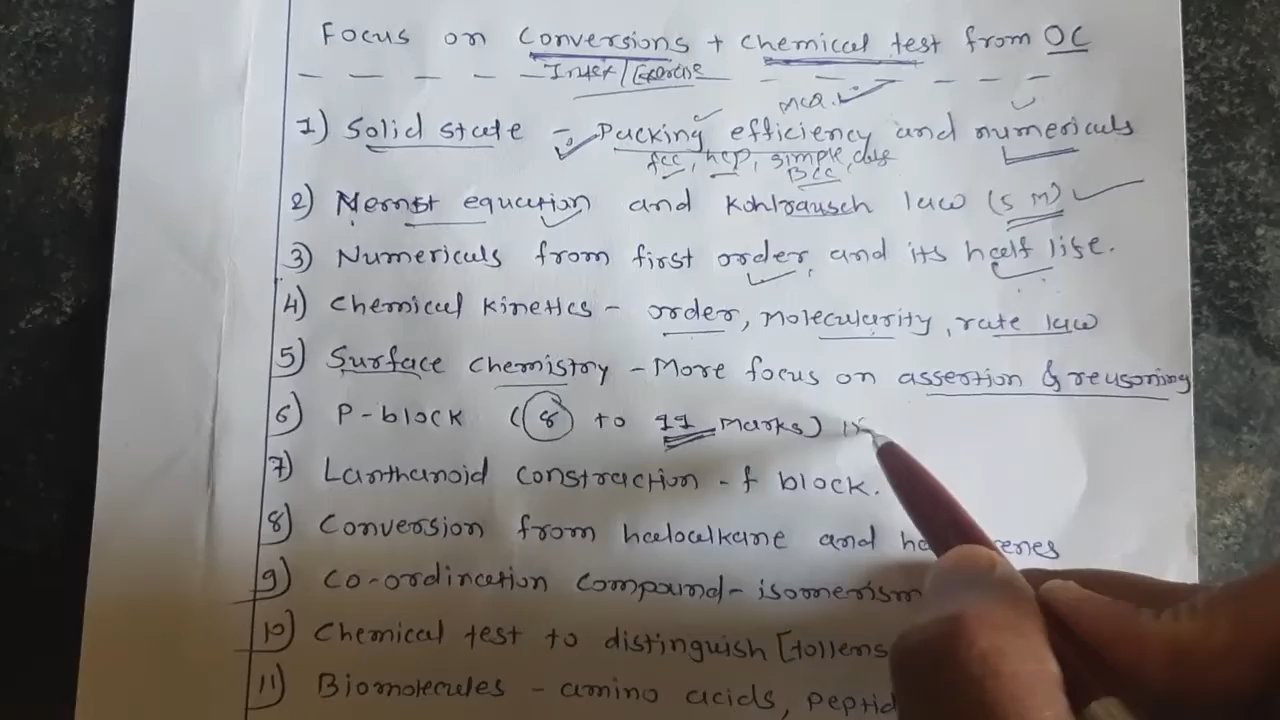 Focus on conversions + chemical test from OC
Intex/Exercise
MCQ.
1) Solid state - Packing efficiency and numericals
fcc, hcp, simple,
BCC
2) Nernst equation and Kohlrausch law (5 M)
3) Numericals from first order and its half life.
4) Chemical kinetics - order, Molecularity, rate law
5) Surface chemistry - More focus on assertion & reasoning
6) P-block (8 to 11 Marks)
7) Lanthanoid constraction - f block.
8) Conversion from haloalkane and
9) Co-ordination compound - isomerism
10) Chemical test to distinguish [tollens
11) Biomolecules - amino acids, Peptid